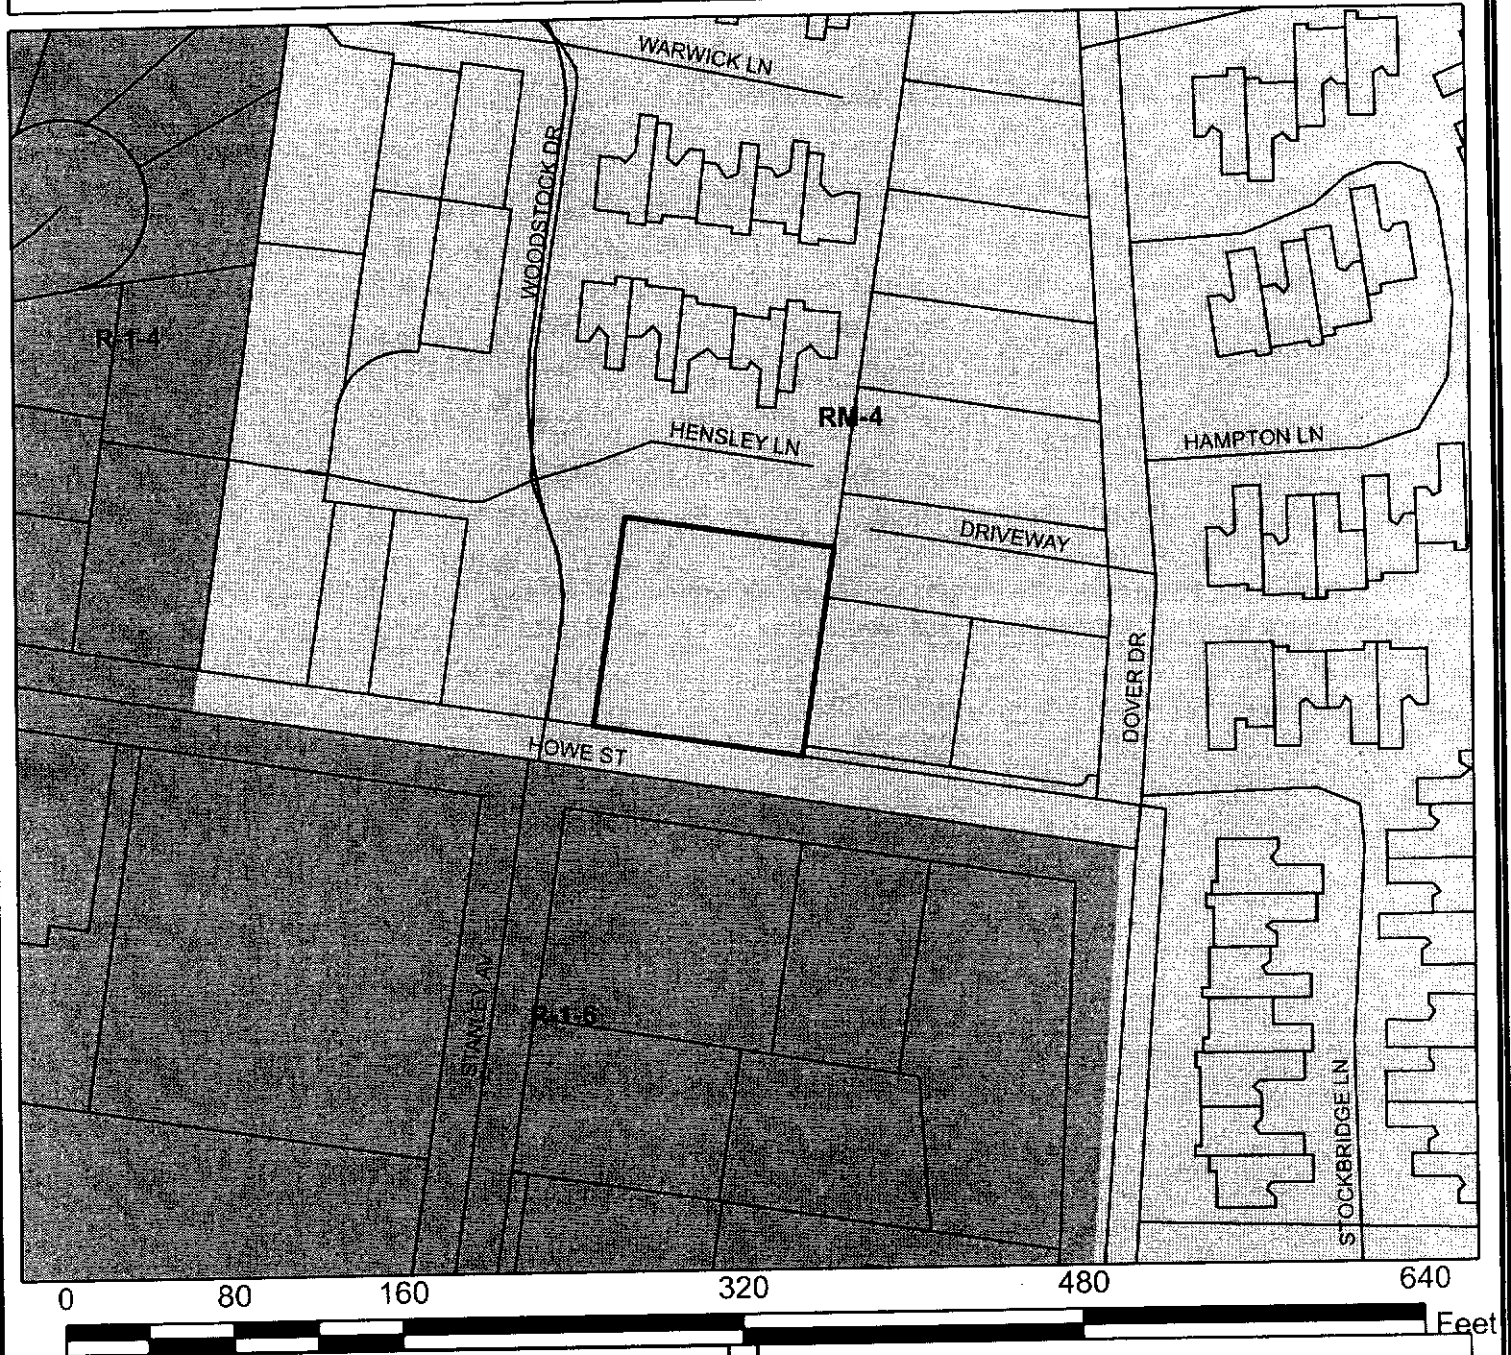 WARWICK LN
WOODSTOCK DR
R-1-4
RM-4
HENSLEY LN
HAMPTON LN
DRIVEWAY
DOVER DR
HOWE ST
STANLEY AV
R-1-6
STOCKBRIDGE LN
0 80 160 320 480 640
Feet